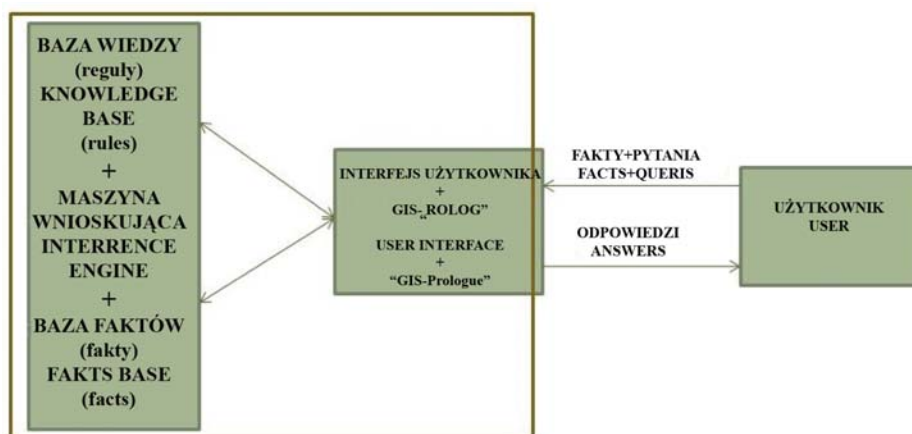 BAZA WIEDZY
(reguły)
KNOWLEDGE
BASE
(rules)
+
MASZYNA
WNIOSKUJĄCA
INTERRENCE
ENGINE
+
BAZA FAKTÓW
(fakty)
FAKTS BASE
(facts)
INTERFEJS UŻYTKOWNIKA
+
GIS-„ROLOG”
USER INTERFACE
+
“GIS-Prologue”
FAKTY+PYTANIA
FACTS+QUERIS
ODPOWIEDZI
ANSWERS
UŻYTKOWNIK
USER